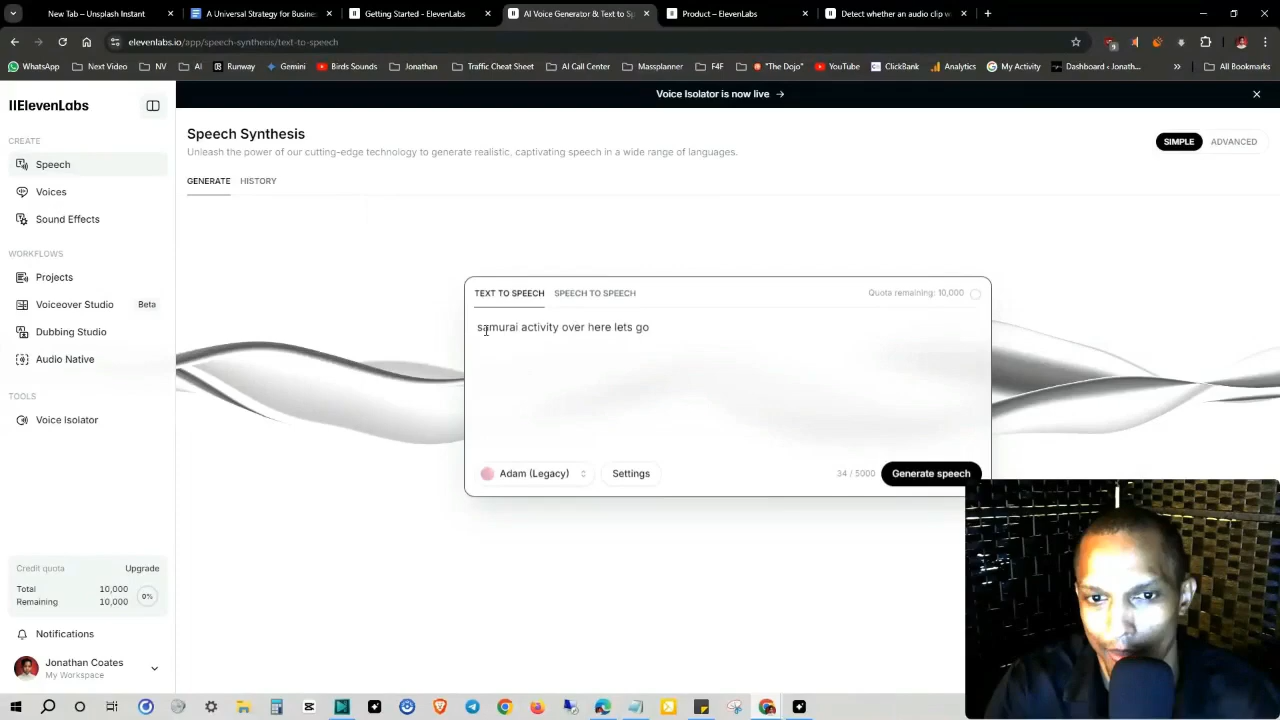 New Tab – Unsplash Instant
A Universal Strategy for Busine
Getting Started - ElevenLabs
AI Voice Generator & Text to Sp
Product – ElevenLabs
Detect whether an audio clip w
elevenlabs.io/app/speech-synthesis/text-to-speech
WhatsApp
Next Video
NV
AI
Runway
Gemini
Birds Sounds
Jonathan
Traffic Cheat Sheet
AI Call Center
Massplanner
F4F
"The Dojo"
YouTube
ClickBank
Analytics
My Activity
Dashboard ‹ Jonath
»
All Bookmarks
IIElevenLabs
Voice Isolator is now live →
CREATE
Speech
Voices
Sound Effects
WORKFLOWS
Projects
Voiceover Studio Beta
Dubbing Studio
Audio Native
TOOLS
Voice Isolator
Credit quota Upgrade
Total 10,000
Remaining 10,000
0%
Notifications
Jonathan Coates
My Workspace
Speech Synthesis
Unleash the power of our cutting-edge technology to generate realistic, captivating speech in a wide range of languages.
SIMPLE ADVANCED
GENERATE HISTORY
TEXT TO SPEECH SPEECH TO SPEECH Quota remaining: 10,000
samurai activity over here lets go
Adam (Legacy) Settings 34 / 5000 Generate speech